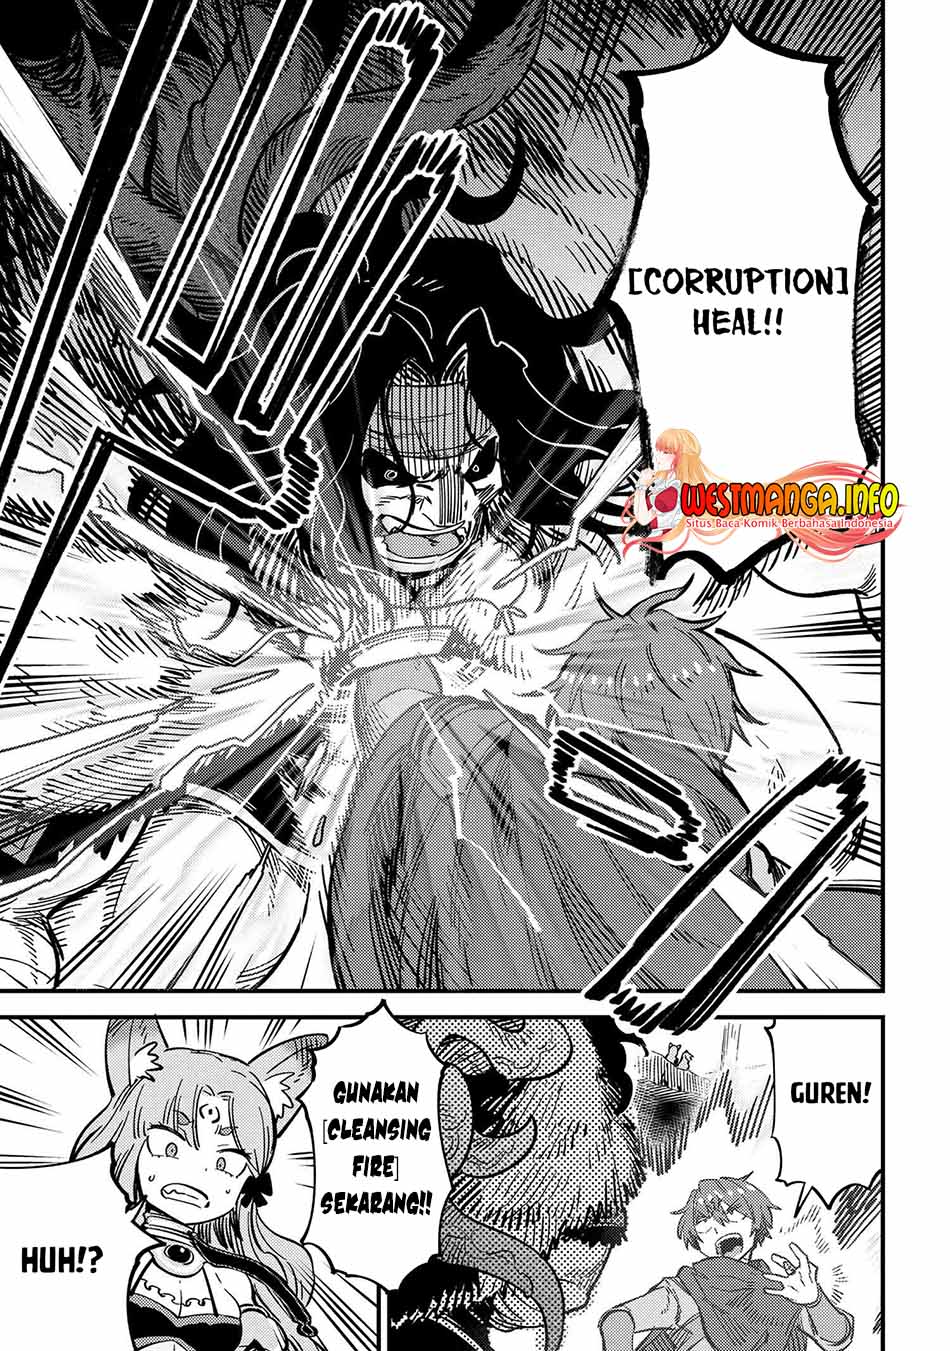 [CORRUPTION]
HEAL!!
WESTMANGA.INFO
Situs Baca Komik Berbahasa Indonesia
GUREN!
GUNAKAN
[CLEANSING
FIRE]
SEKARANG!!
HUH!?